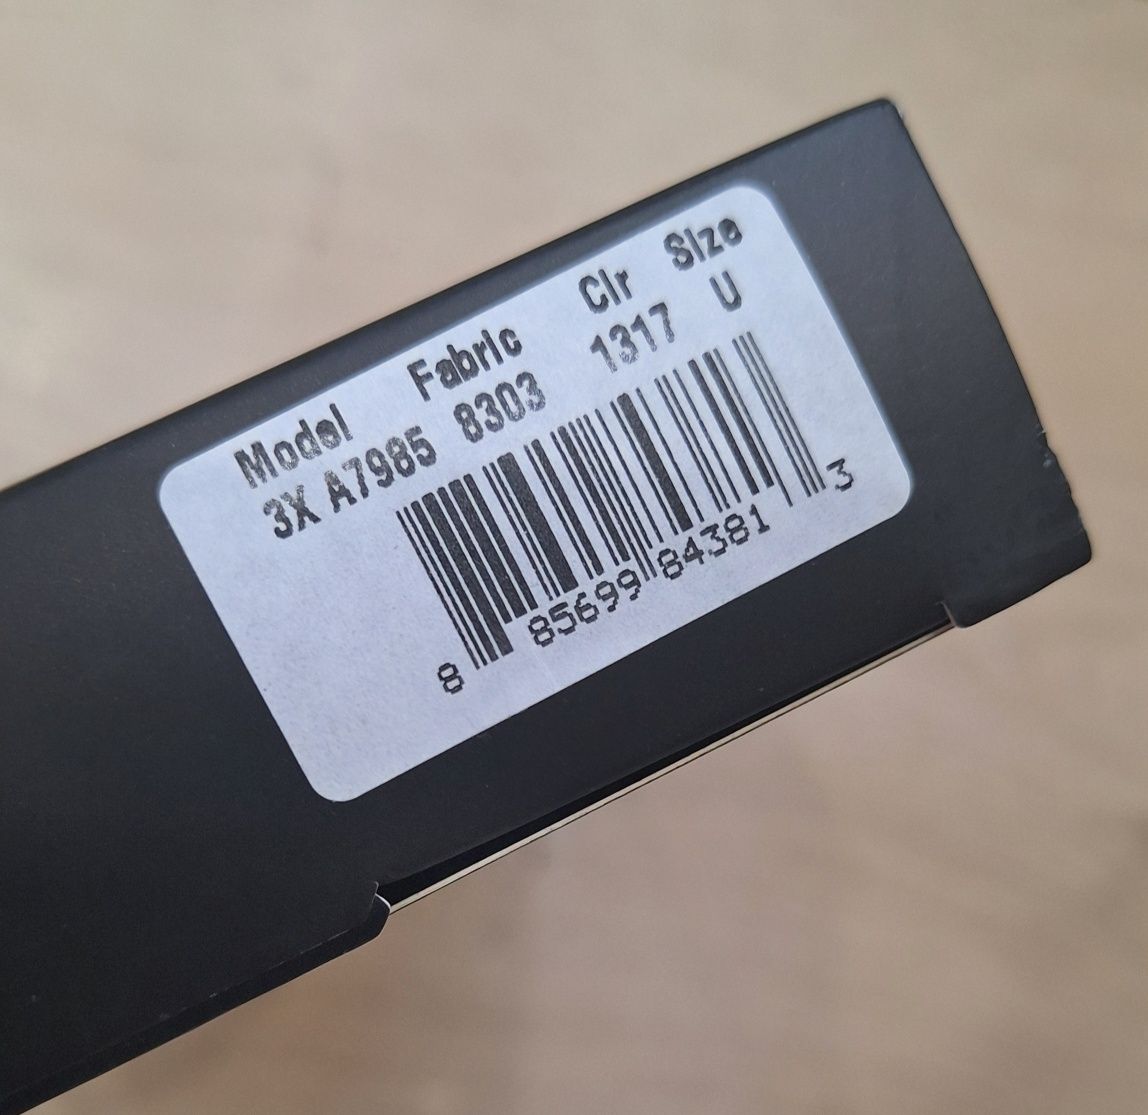 Model Fabric Clr Size
3X A7985 8303 1317 U
8 85699 84381 3